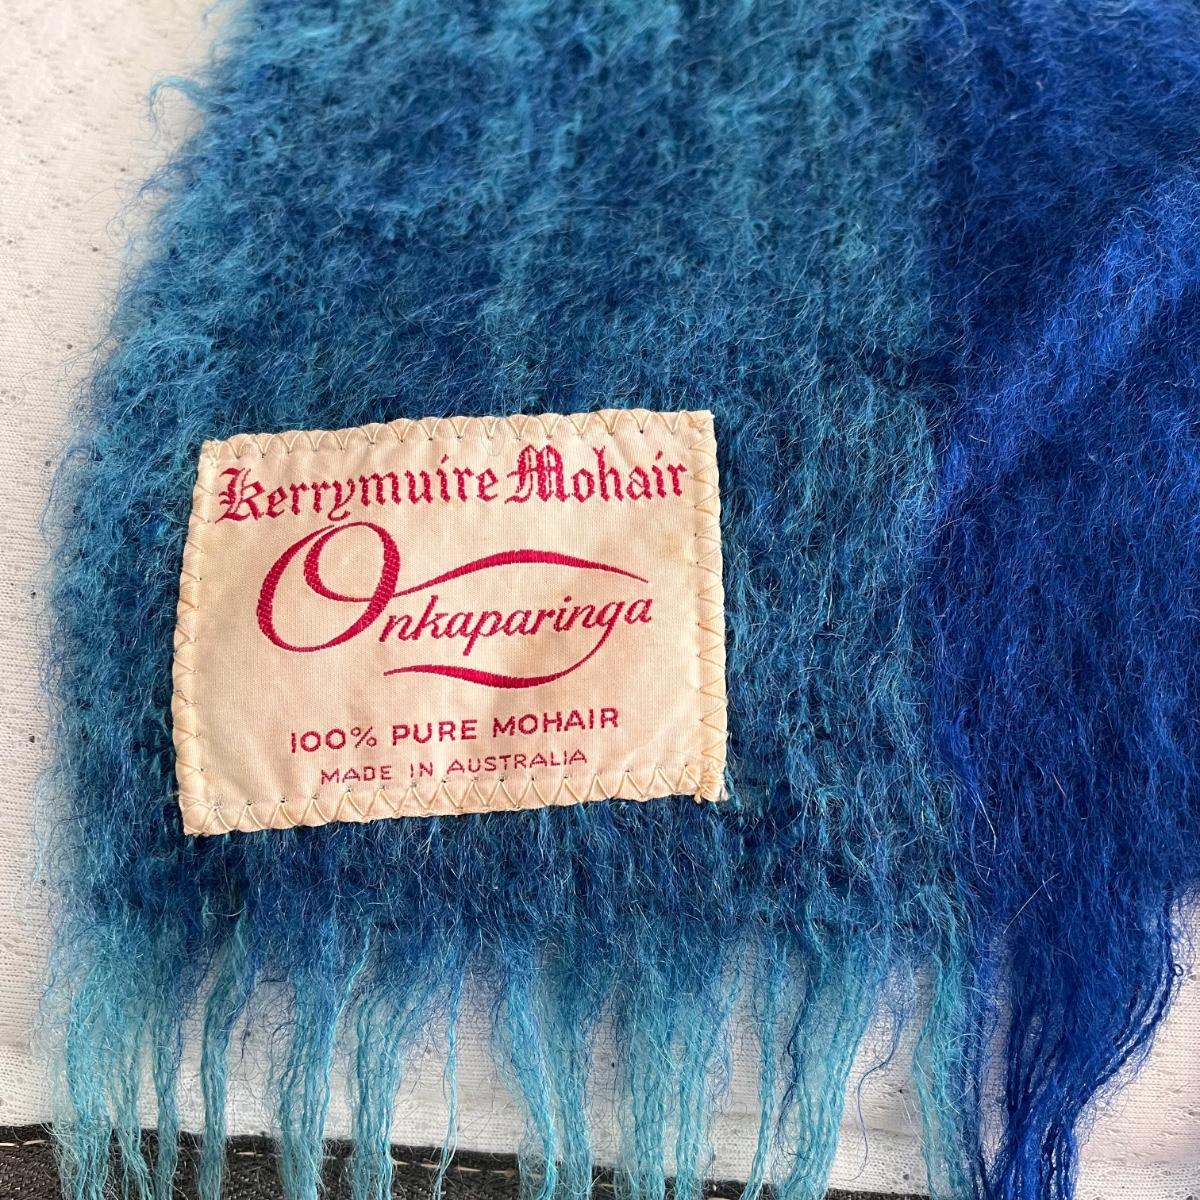 Kerrymuire Mohair
Onkaparinga
100% PURE MOHAIR
MADE IN AUSTRALIA